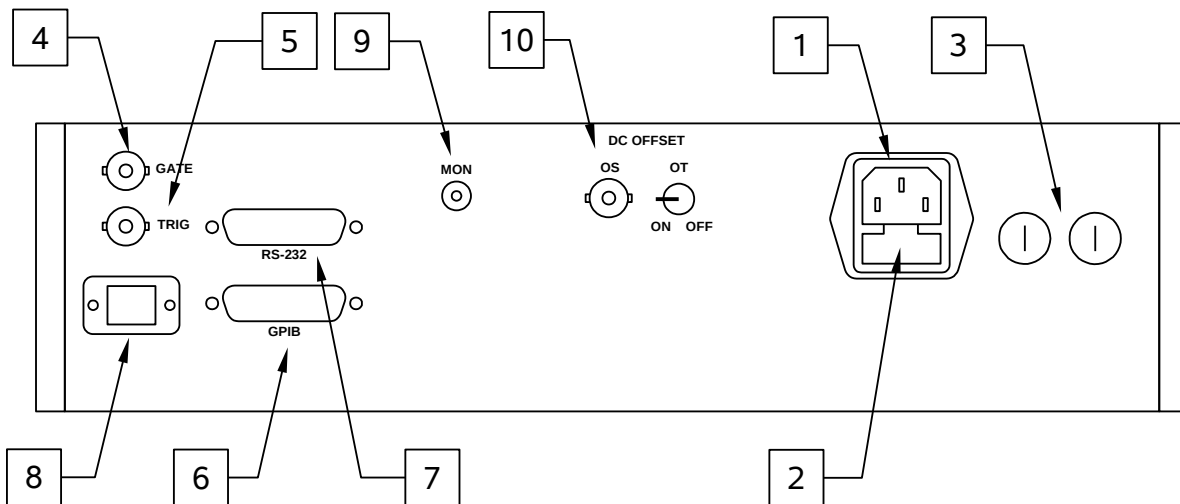 4
5
9
10
1
3
DC OFFSET
GATE
MON
OS
OT
TRIG
ON
OFF
RS-232
GPIB
8
6
7
2